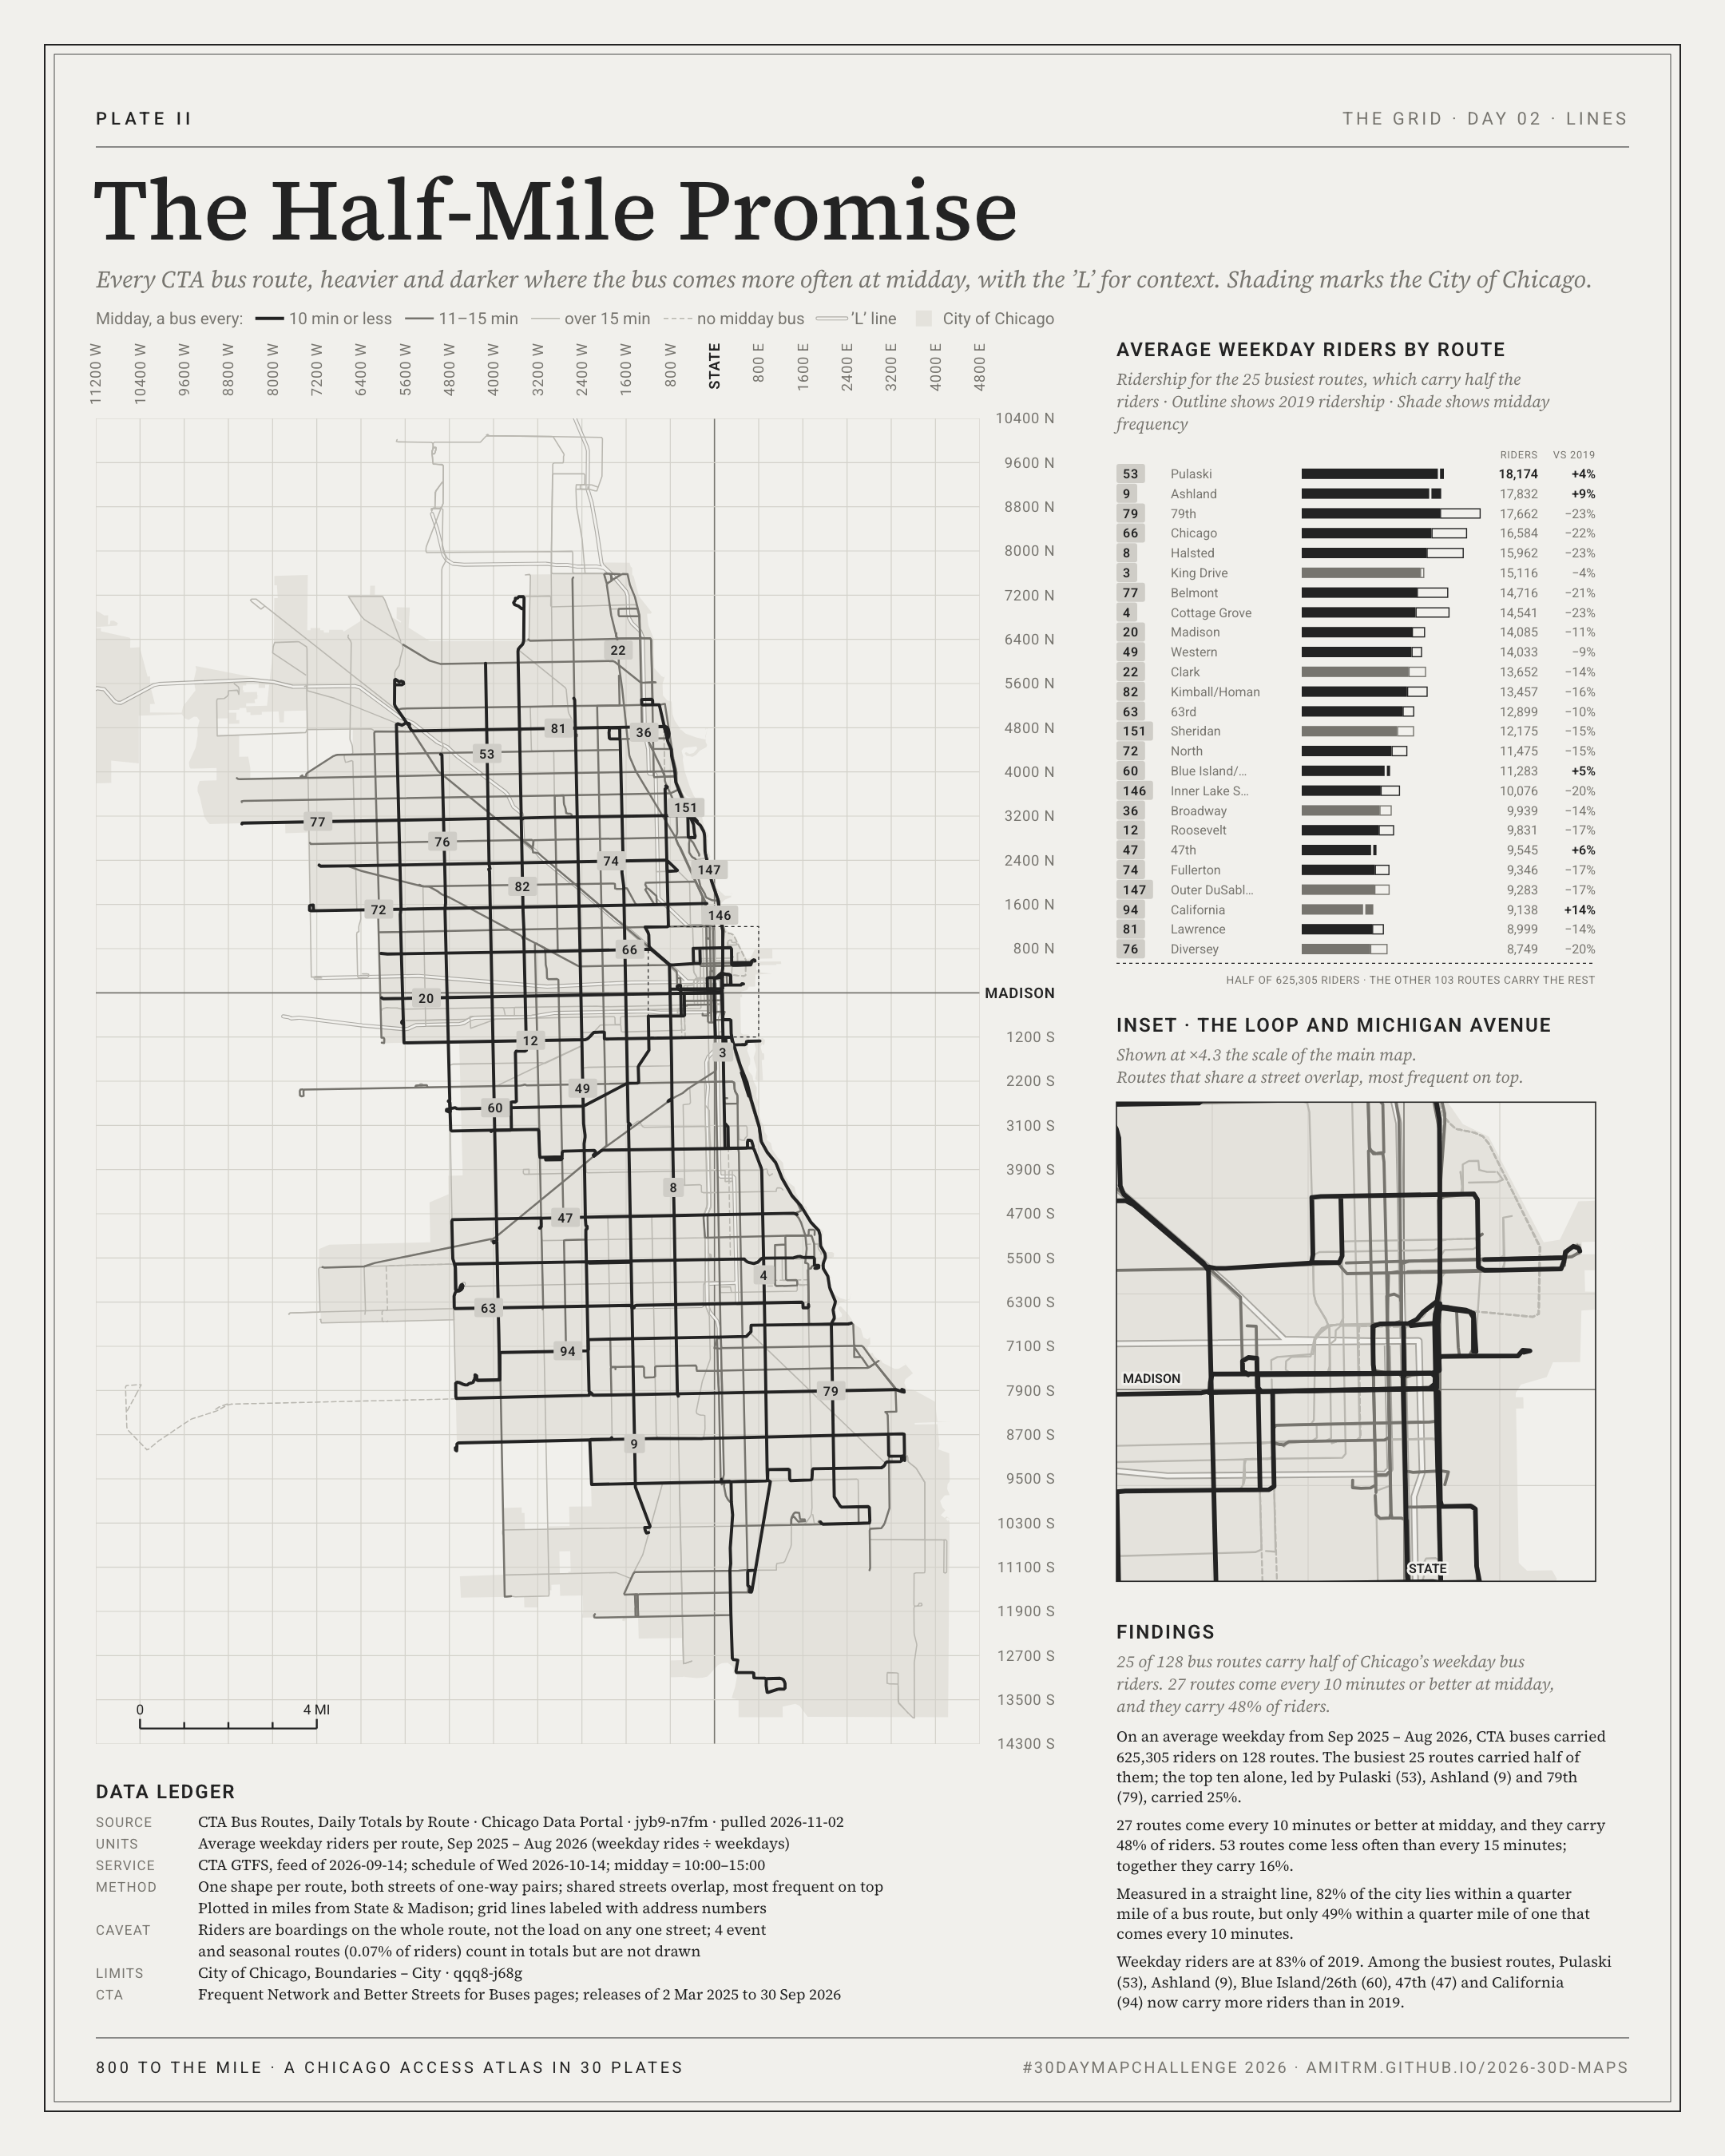 PLATE II
THE GRID · DAY 02 · LINES
The Half-Mile Promise
Every CTA bus route, heavier and darker where the bus comes more often at midday, with the ’L’ for context. Shading marks the City of Chicago.
Midday, a bus every: 10 min or less 11–15 min over 15 min no midday bus ’L’ line City of Chicago
11200 W
10400 W
9600 W
8800 W
8000 W
7200 W
6400 W
5600 W
4800 W
4000 W
3200 W
2400 W
1600 W
800 W
STATE
800 E
1600 E
2400 E
3200 E
4000 E
4800 E
10400 N
9600 N
8800 N
8000 N
7200 N
6400 N
5600 N
4800 N
4000 N
3200 N
2400 N
1600 N
800 N
MADISON
1200 S
2200 S
3100 S
3900 S
4700 S
5500 S
6300 S
7100 S
7900 S
8700 S
9500 S
10300 S
11100 S
11900 S
12700 S
13500 S
14300 S
22
81
36
53
151
77
76
74
147
82
72
146
66
20
12
3
49
60
8
47
4
63
94
79
9
0 4 MI
AVERAGE WEEKDAY RIDERS BY ROUTE
Ridership for the 25 busiest routes, which carry half the
riders · Outline shows 2019 ridership · Shade shows midday
frequency
RIDERS VS 2019
53 Pulaski 18,174 +4%
9 Ashland 17,832 +9%
79 79th 17,662 −23%
66 Chicago 16,584 −22%
8 Halsted 15,962 −23%
3 King Drive 15,116 −4%
77 Belmont 14,716 −21%
4 Cottage Grove 14,541 −23%
20 Madison 14,085 −11%
49 Western 14,033 −9%
22 Clark 13,652 −14%
82 Kimball/Homan 13,457 −16%
63 63rd 12,899 −10%
151 Sheridan 12,175 −15%
72 North 11,475 −15%
60 Blue Island/… 11,283 +5%
146 Inner Lake S… 10,076 −20%
36 Broadway 9,939 −14%
12 Roosevelt 9,831 −17%
47 47th 9,545 +6%
74 Fullerton 9,346 −17%
147 Outer DuSabl… 9,283 −17%
94 California 9,138 +14%
81 Lawrence 8,999 −14%
76 Diversey 8,749 −20%
HALF OF 625,305 RIDERS · THE OTHER 103 ROUTES CARRY THE REST
INSET · THE LOOP AND MICHIGAN AVENUE
Shown at ×4.3 the scale of the main map.
Routes that share a street overlap, most frequent on top.
MADISON
STATE
FINDINGS
25 of 128 bus routes carry half of Chicago’s weekday bus
riders. 27 routes come every 10 minutes or better at midday,
and they carry 48% of riders.
On an average weekday from Sep 2025 – Aug 2026, CTA buses carried
625,305 riders on 128 routes. The busiest 25 routes carried half of
them; the top ten alone, led by Pulaski (53), Ashland (9) and 79th
(79), carried 25%.
27 routes come every 10 minutes or better at midday, and they carry
48% of riders. 53 routes come less often than every 15 minutes;
together they carry 16%.
Measured in a straight line, 82% of the city lies within a quarter
mile of a bus route, but only 49% within a quarter mile of one that
comes every 10 minutes.
Weekday riders are at 83% of 2019. Among the busiest routes, Pulaski
(53), Ashland (9), Blue Island/26th (60), 47th (47) and California
(94) now carry more riders than in 2019.
DATA LEDGER
SOURCE CTA Bus Routes, Daily Totals by Route · Chicago Data Portal · jyb9-n7fm · pulled 2026-11-02
UNITS Average weekday riders per route, Sep 2025 – Aug 2026 (weekday rides ÷ weekdays)
SERVICE CTA GTFS, feed of 2026-09-14; schedule of Wed 2026-10-14; midday = 10:00–15:00
METHOD One shape per route, both streets of one-way pairs; shared streets overlap, most frequent on top
Plotted in miles from State & Madison; grid lines labeled with address numbers
CAVEAT Riders are boardings on the whole route, not the load on any one street; 4 event
and seasonal routes (0.07% of riders) count in totals but are not drawn
LIMITS City of Chicago, Boundaries – City · qqq8-j68g
CTA Frequent Network and Better Streets for Buses pages; releases of 2 Mar 2025 to 30 Sep 2026
800 TO THE MILE · A CHICAGO ACCESS ATLAS IN 30 PLATES
#30DAYMAPCHALLENGE 2026 · AMITRM.GITHUB.IO/2026-30D-MAPS